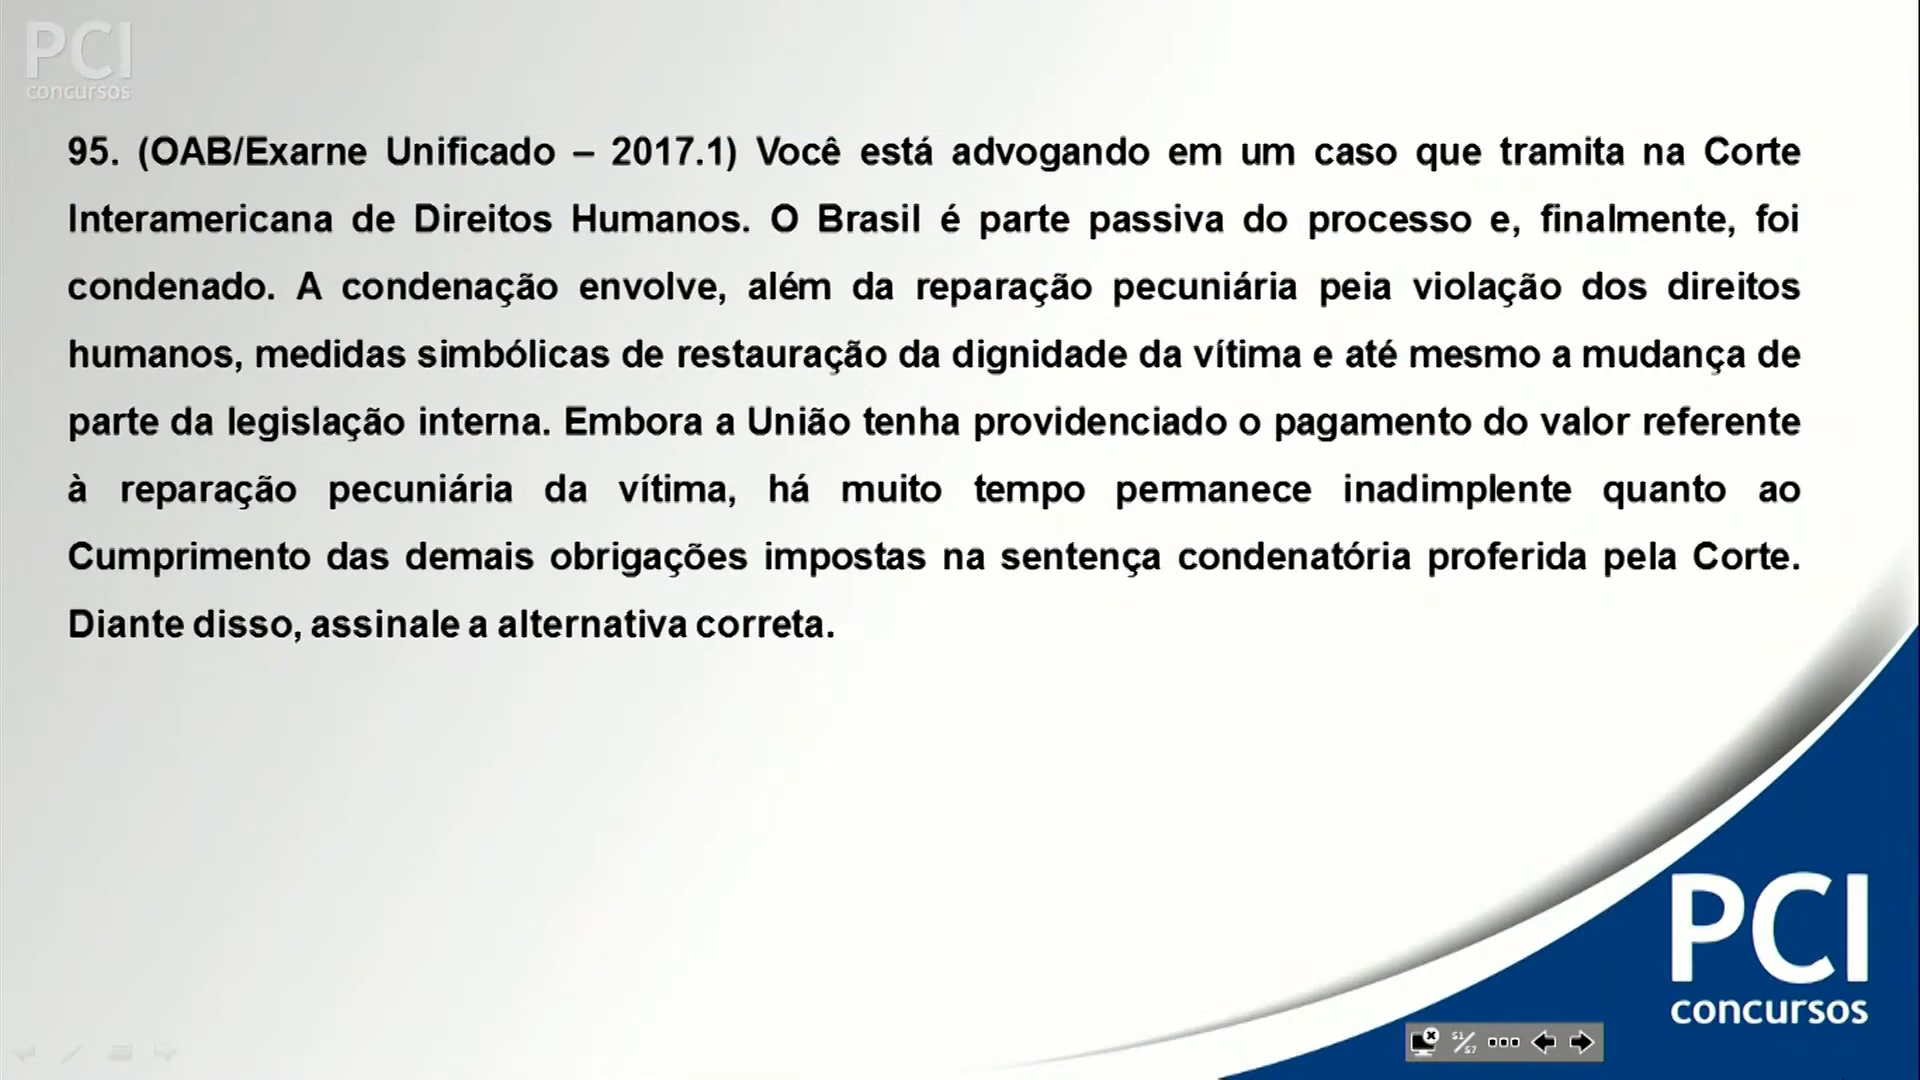 PCI
concursos
95. (OAB/Exarne Unificado – 2017.1) Você está advogando em um caso que tramita na Corte
Interamericana de Direitos Humanos. O Brasil é parte passiva do processo e, finalmente, foi
condenado. A condenação envolve, além da reparação pecuniária peia violação dos direitos
humanos, medidas simbólicas de restauração da dignidade da vítima e até mesmo a mudança de
parte da legislação interna. Embora a União tenha providenciado o pagamento do valor referente
à reparação pecuniária da vítima, há muito tempo permanece inadimplente quanto ao
Cumprimento das demais obrigações impostas na sentença condenatória proferida pela Corte.
Diante disso, assinale a alternativa correta.
PCI
concursos
51/57